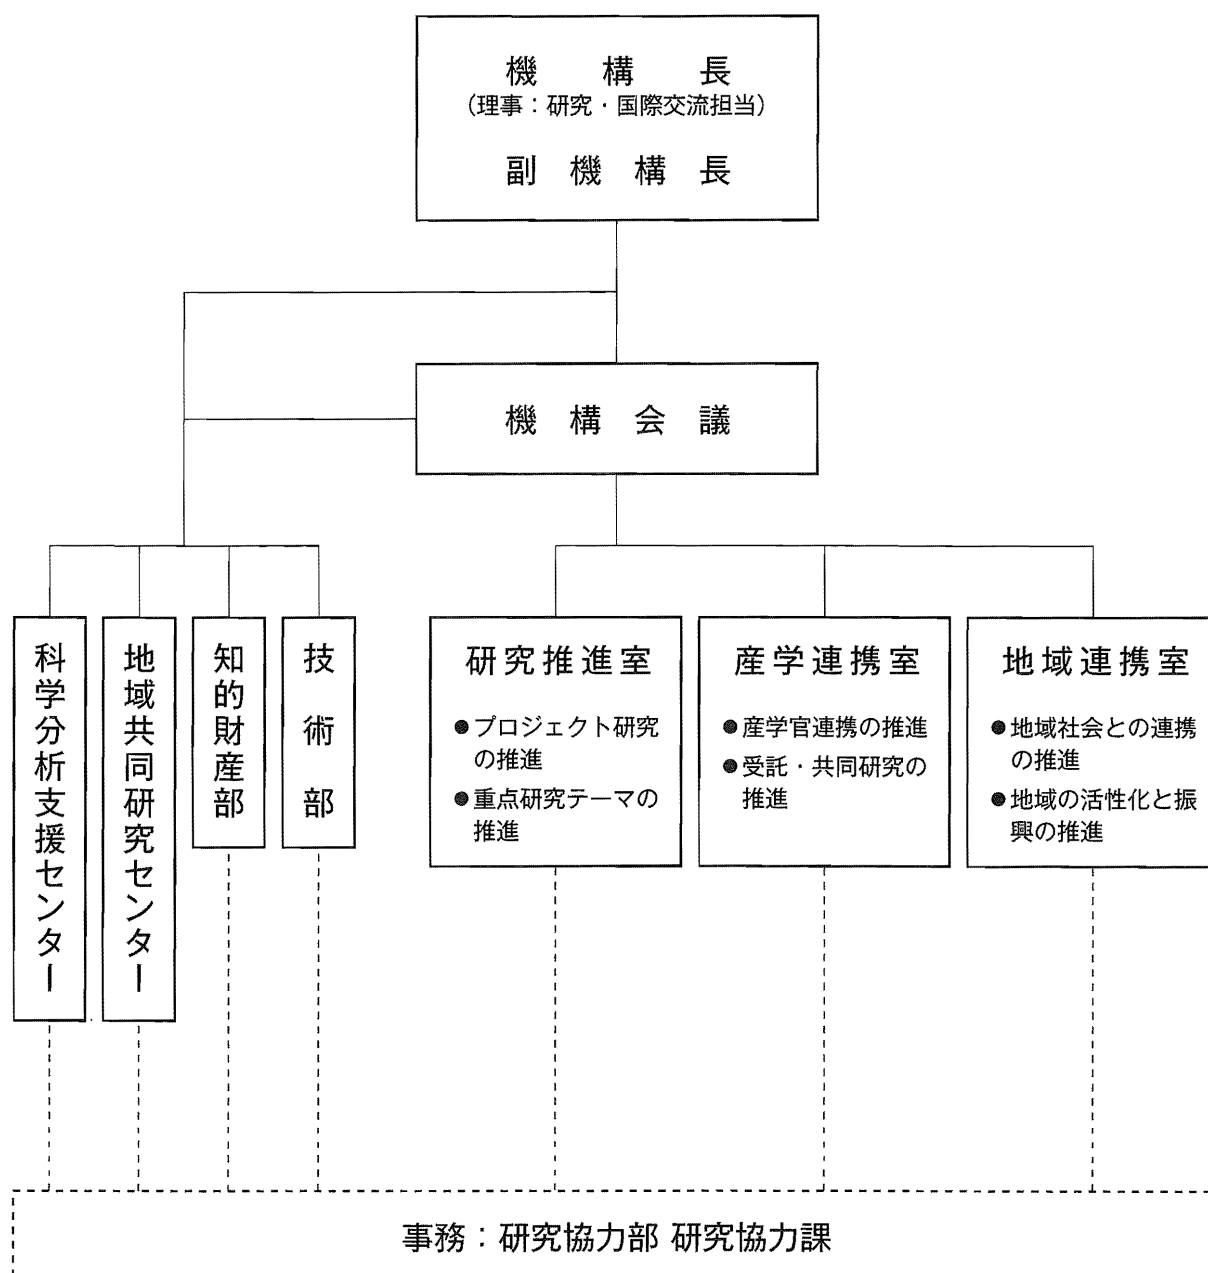 機構長
(理事:研究・国際交流担当)
副機構長
機構会議
科学分析支援センター
地域共同研究センター
知的財産部
技術部
研究推進室
●プロジェクト研究
の推進
●重点研究テーマの
推進
産学連携室
●産学官連携の推進
●受託・共同研究の
推進
地域連携室
●地域社会との連携
の推進
●地域の活性化と振
興の推進
事務:研究協力部 研究協力課